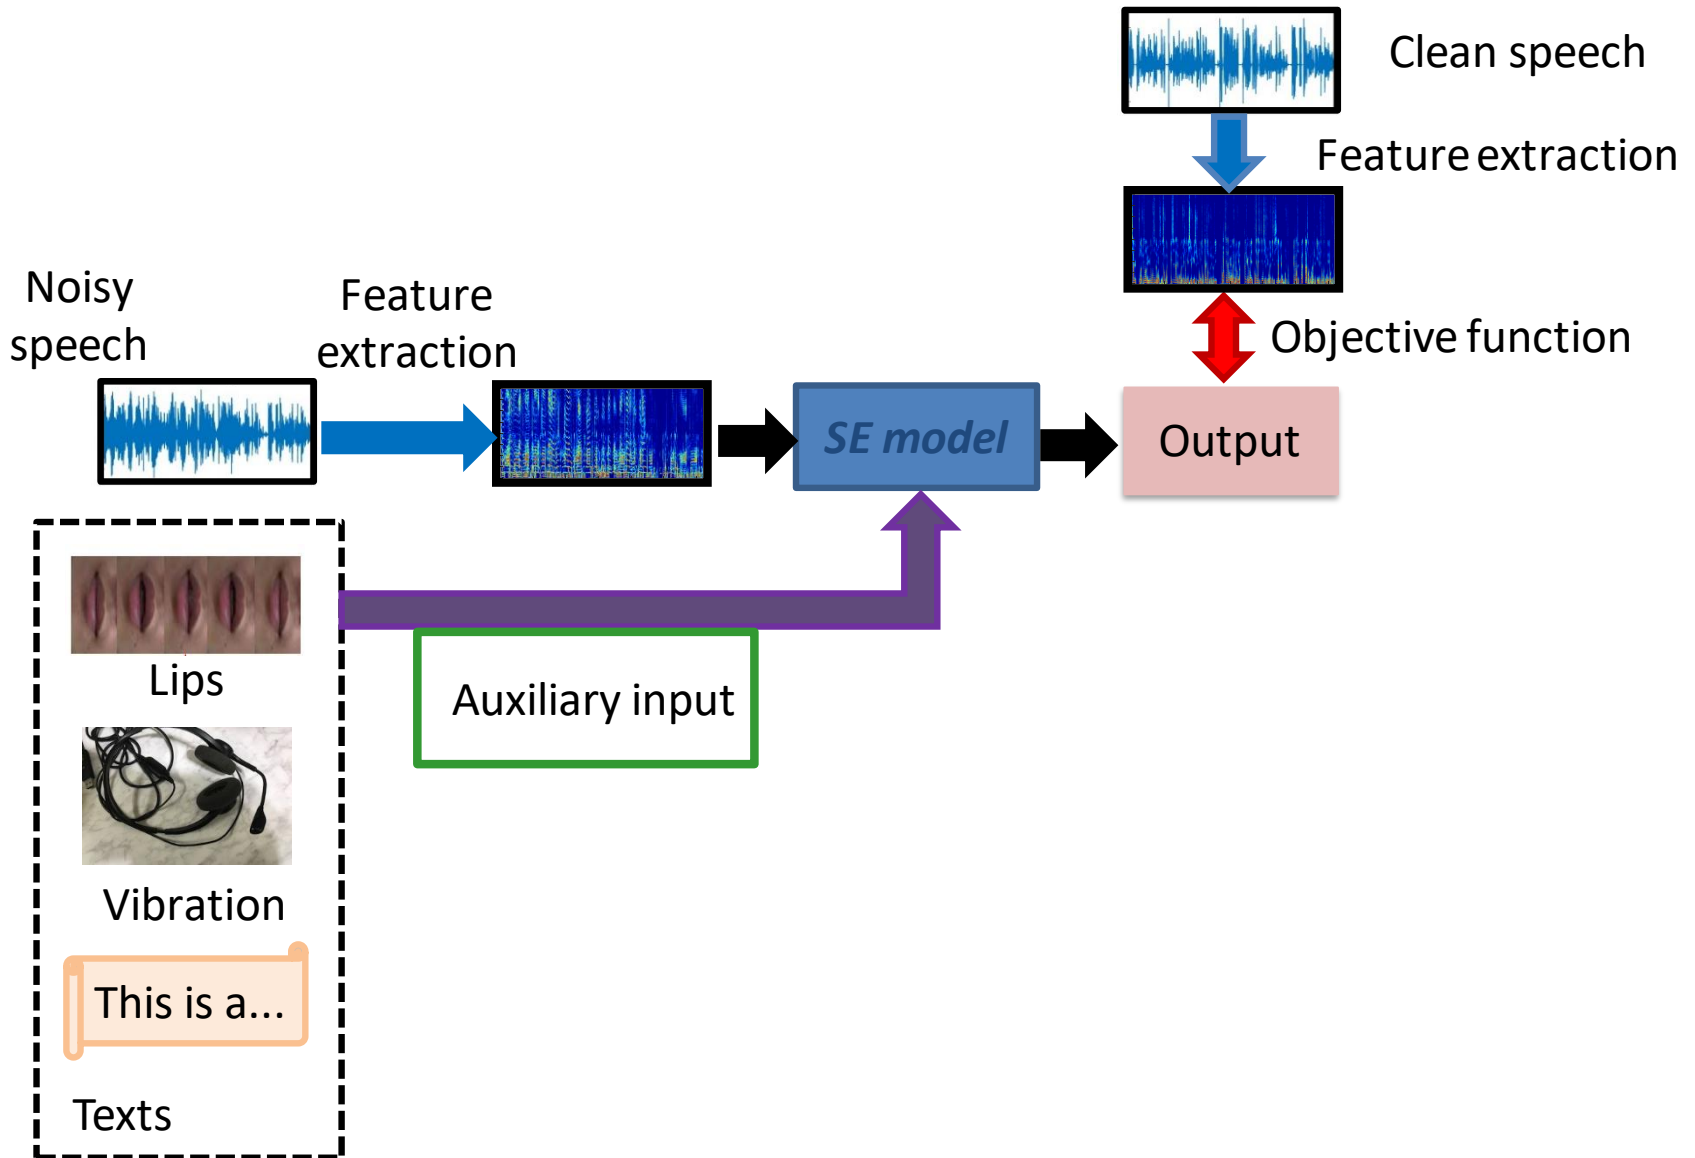 Clean speech
Feature extraction
Noisy
speech
Feature
extraction
Objective function
SE model
Output
Lips
Auxiliary input
Vibration
This is a...
Texts